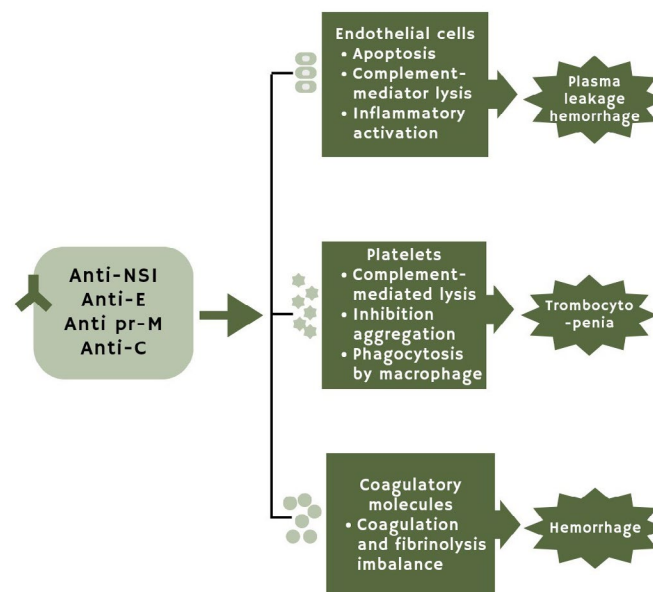 Endothelial cells
• Apoptosis
• Complement-
mediator lysis
• Inflammatory
activation
Plasma
leakage
hemorrhage
Anti-NSI
Anti-E
Anti pr-M
Anti-C
Platelets
• Complement-
mediated lysis
• Inhibition
aggregation
• Phagocytosis
by macrophage
Trombocyto
-penia
Coagulatory
molecules
• Coagulation
and fibrinolysis
imbalance
Hemorrhage